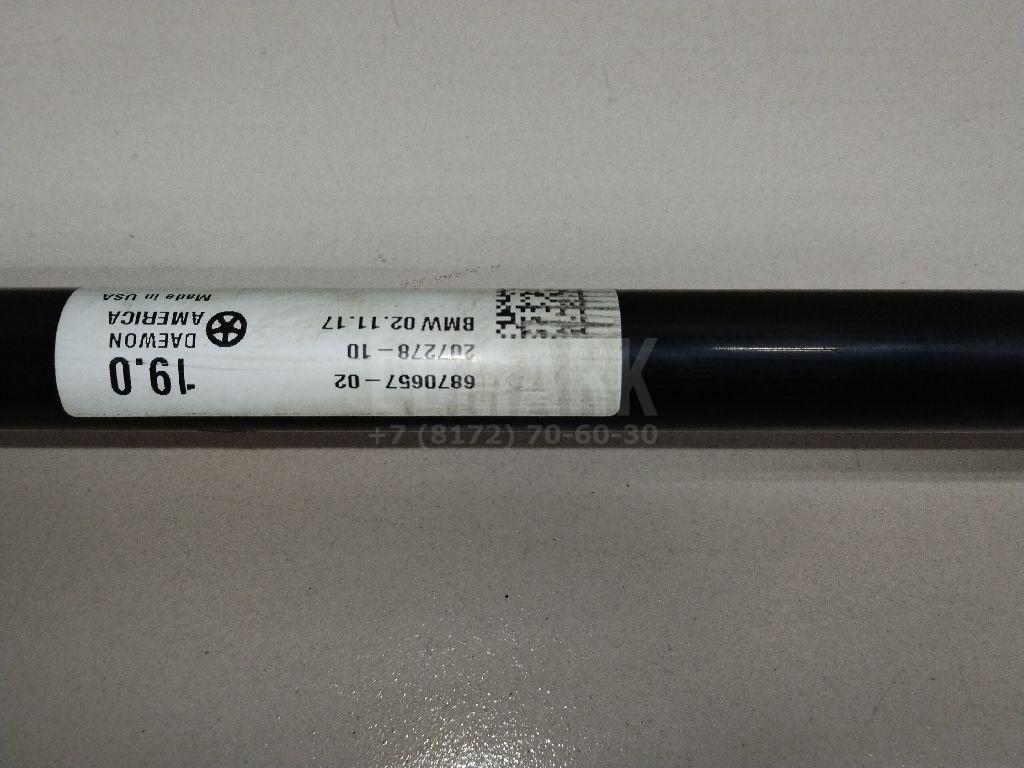 6870657-02
207278-10
BMW 02.11.17
19.0
DAEWON
AMERICA
Made in USA
+7 (8172) 70-60-30